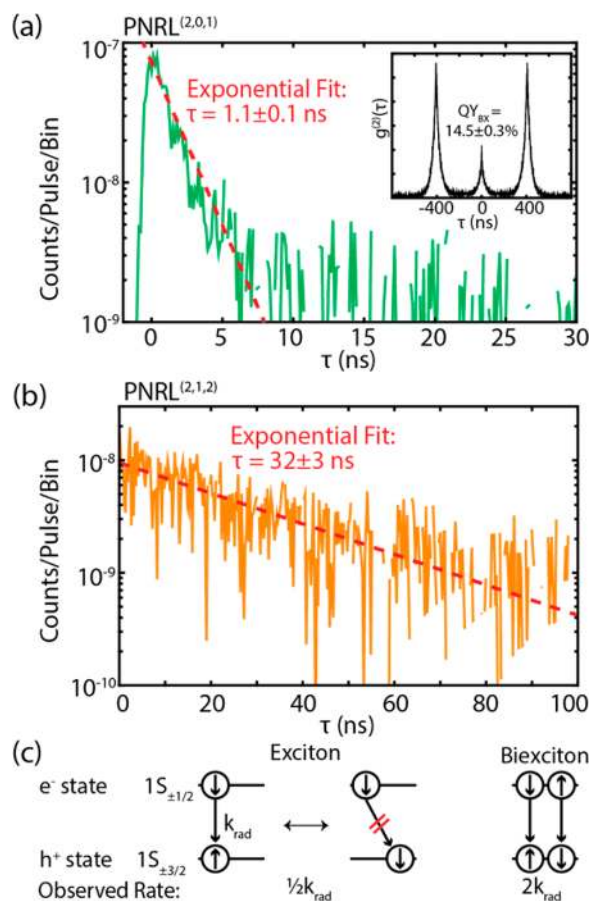 (a)
PNRL(2,0,1)
10-7
10-8
10-9
Counts/Pulse/Bin
Exponential Fit:
τ = 1.1±0.1 ns
g(2)(τ)
QYBX =
14.5±0.3%
-400 0 400
τ (ns)
0 5 10 15 20 25 30
τ (ns)
(b)
PNRL(2,1,2)
10-8
10-9
10-10
Counts/Pulse/Bin
Exponential Fit:
τ = 32±3 ns
0 20 40 60 80 100
τ (ns)
(c)
Exciton Biexciton
e- state 1S±1/2
krad
h+ state 1S±3/2
Observed Rate: ½krad 2krad